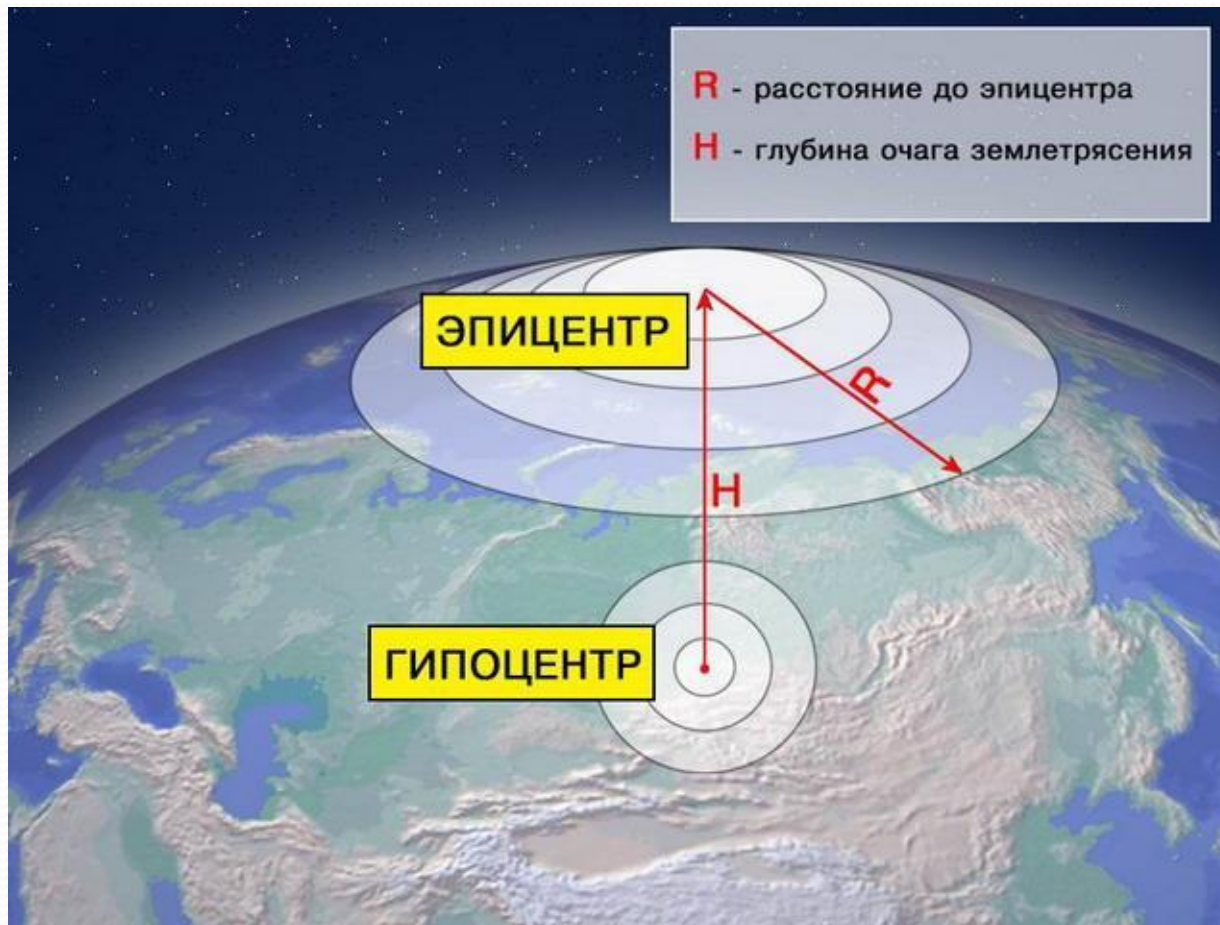 R - расстояние до эпицентра
H - глубина очага землетрясения
ЭПИЦЕНТР
R
H
ГИПОЦЕНТР